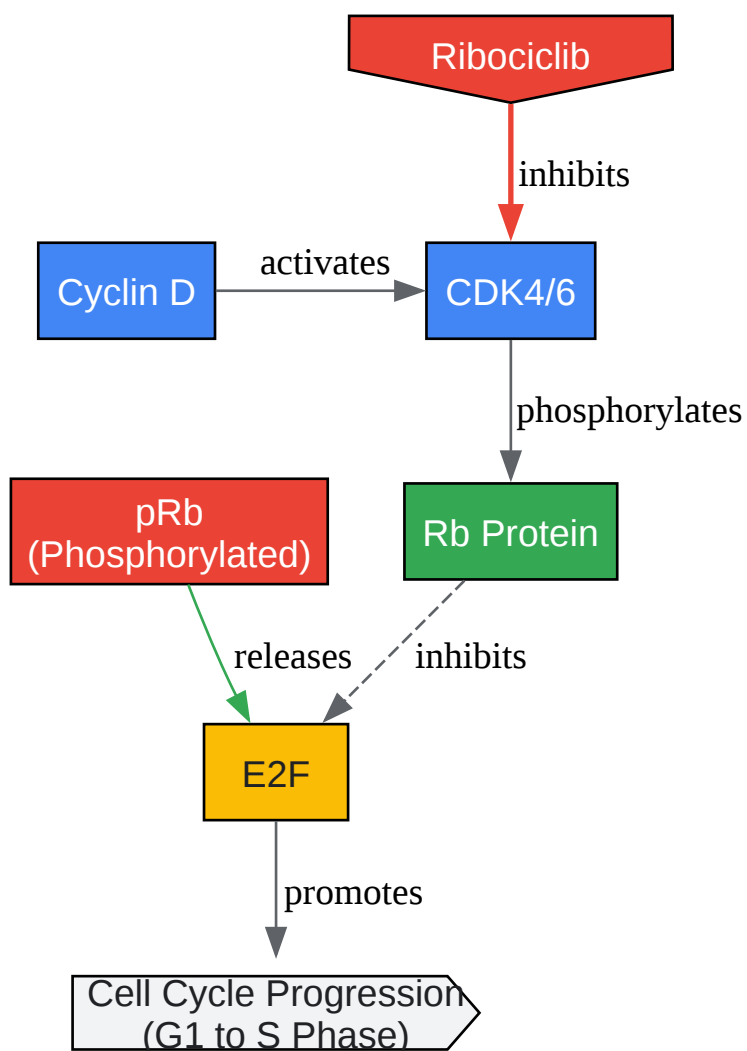 Ribociclib
inhibits
activates
Cyclin D
CDK4/6
phosphorylates
pRb
(Phosphorylated)
Rb Protein
releases
inhibits
E2F
promotes
Cell Cycle Progression
(G1 to S Phase)